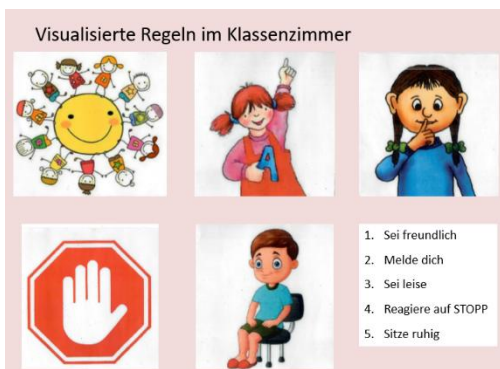 Visualisierte Regeln im Klassenzimmer
A
1. Sei freundlich
2. Melde dich
3. Sei leise
4. Reagiere auf STOPP
5. Sitze ruhig